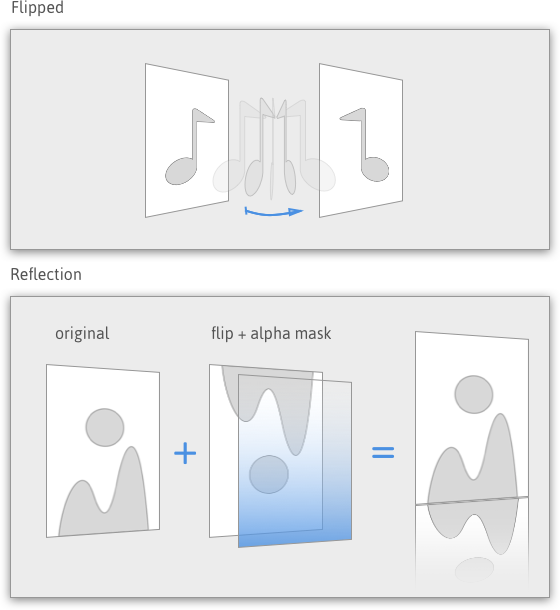 Flipped
Reflection
original
flip + alpha mask
+
=